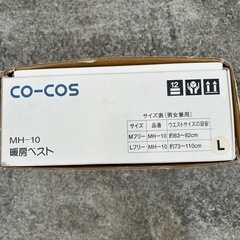 CO-COS
MH-10
暖房ベスト
12
サイズ表(男女兼用)
サイズ 品番 ウエストサイズの目安
Mフリー MH-10 約63~82cm
Lフリー MH-10 約73~110cm
L